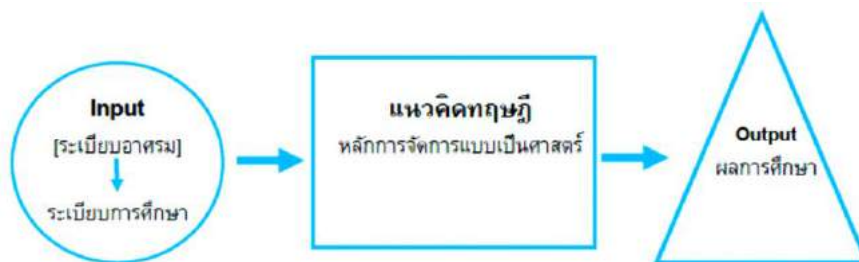 Input
[ระเบียบอาศรม]
ระเบียบการศึกษา
แนวคิดทฤษฎี
หลักการจัดการแบบเป็นศาสตร์
Output
ผลการศึกษา